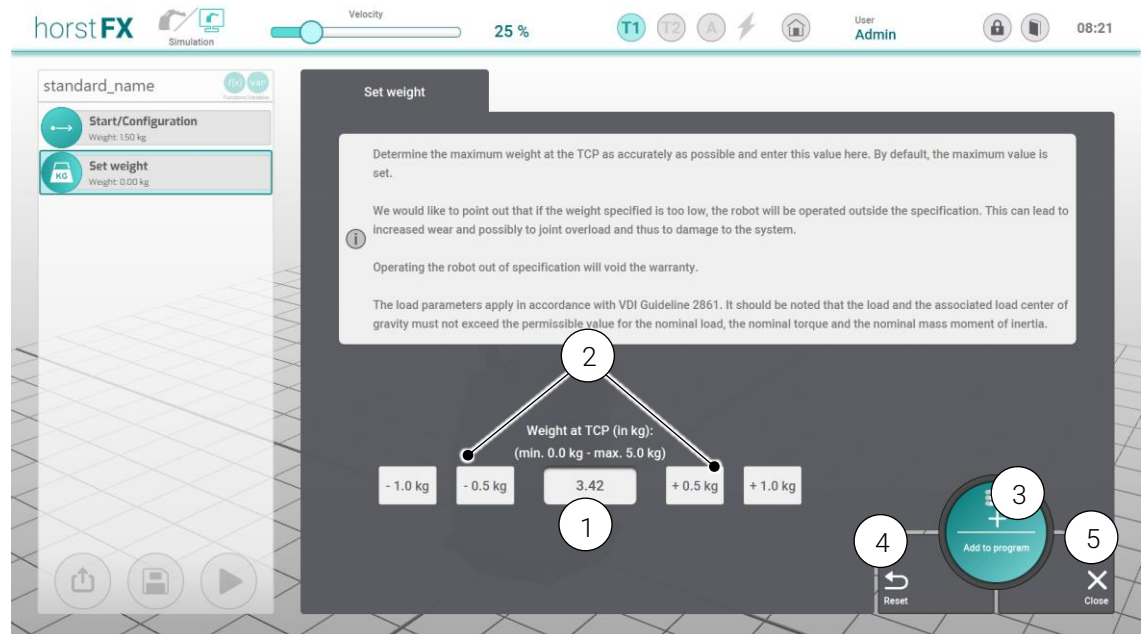 horstFX
Simulation
Velocity
25 %
T1
T2
A
User
Admin
08:21
standard_name
f(x)
var
Functions/Variables
Start/Configuration
Weight: 1.50 kg
KG
Set weight
Weight: 0.00 kg
Set weight
Determine the maximum weight at the TCP as accurately as possible and enter this value here. By default, the maximum value is
set.
We would like to point out that if the weight specified is too low, the robot will be operated outside the specification. This can lead to
increased wear and possibly to joint overload and thus to damage to the system.
i
Operating the robot out of specification will void the warranty.
The load parameters apply in accordance with VDI Guideline 2861. It should be noted that the load and the associated load center of
gravity must not exceed the permissible value for the nominal load, the nominal torque and the nominal mass moment of inertia.
2
Weight at TCP (in kg):
(min. 0.0 kg - max. 5.0 kg)
- 1.0 kg
- 0.5 kg
3.42
+ 0.5 kg
+ 1.0 kg
1
3
Add to program
4
Reset
5
Close